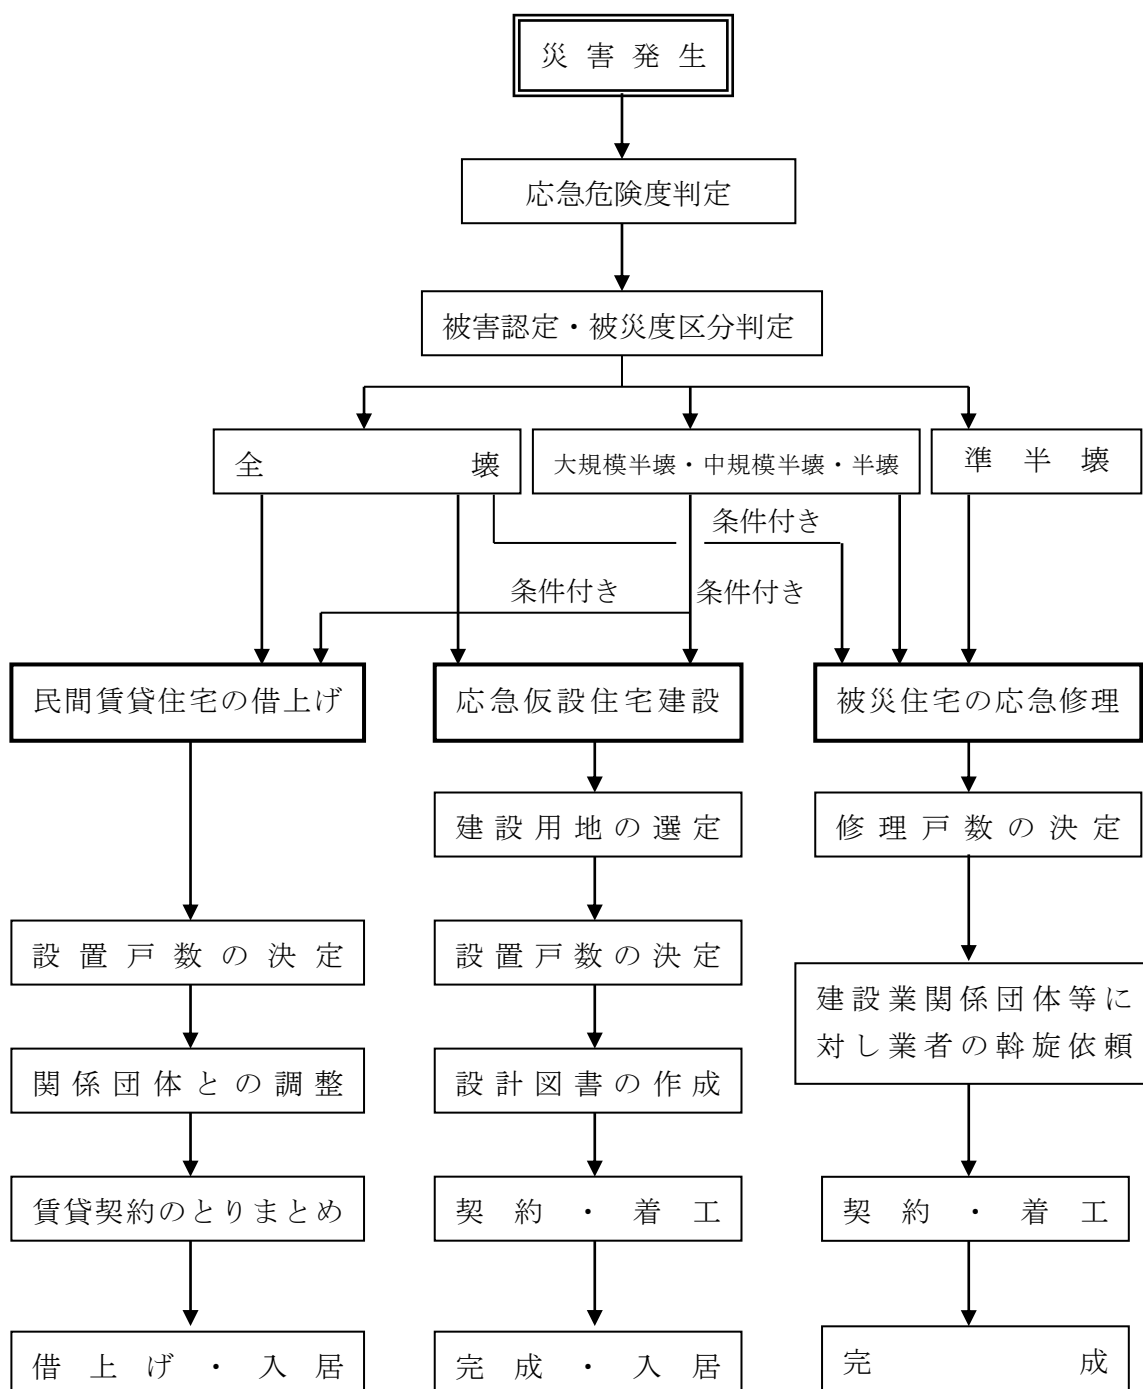 災害発生
応急危険度判定
被害認定・被災度区分判定
全壊
大規模半壊・中規模半壊・半壊
準半壊
条件付き
条件付き
条件付き
民間賃貸住宅の借上げ
応急仮設住宅建設
被災住宅の応急修理
建設用地の選定
修理戸数の決定
設置戸数の決定
設置戸数の決定
建設業関係団体等に
対し業者の斡旋依頼
関係団体との調整
設計図書の作成
賃貸契約のとりまとめ
契約・着工
契約・着工
借上げ・入居
完成・入居
完成